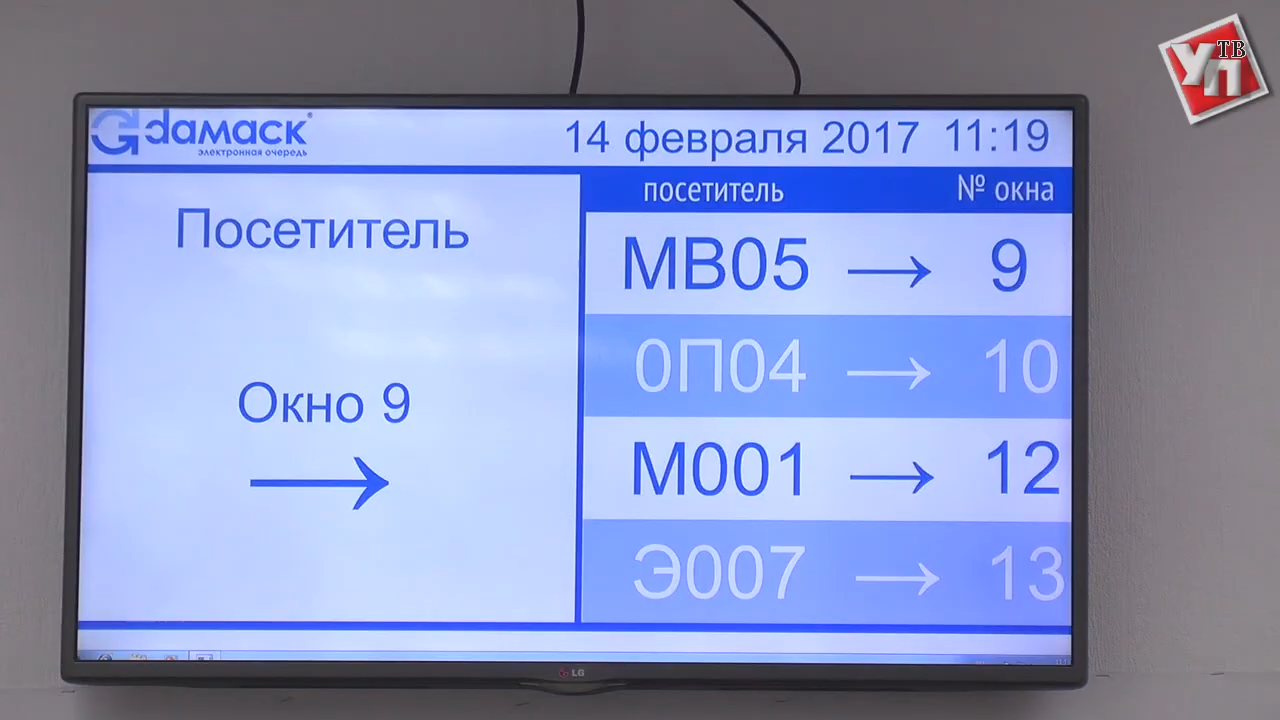 УП ТВ
дамаск®
электронная очередь
14 февраля 2017 11:19
Посетитель
Окно 9
→
посетитель № окна
МВ05 → 9
0П04 → 10
М001 → 12
Э007 → 13
LG